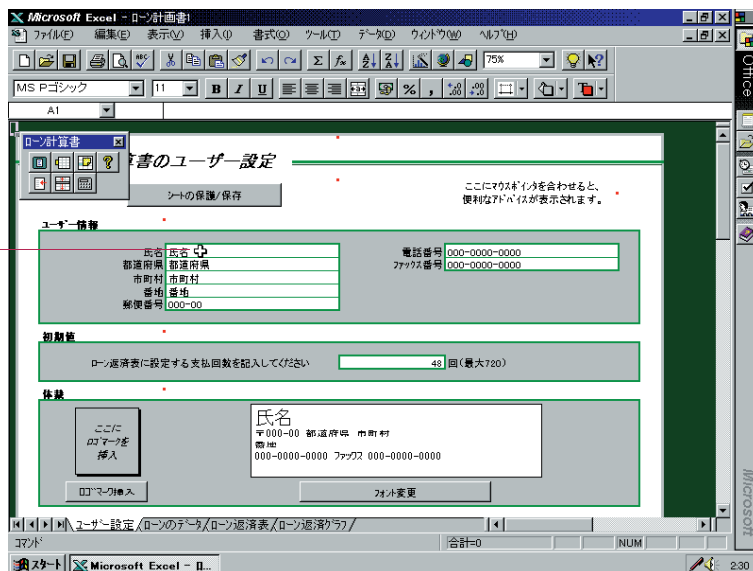 Microsoft Excel - ﾛｰﾝ計画書1
ﾌｧｲﾙ(F) 編集(E) 表示(V) 挿入(I) 書式(O) ﾂｰﾙ(T) ﾃﾞｰﾀ(D) ｳｨﾝﾄﾞｳ(W) ﾍﾙﾌﾟ(H)
75%
MS Pゴシック 11 B I U % ,
A1
ﾛｰﾝ計算書
算書のユーザー設定
ｼｰﾄの保護/保存
ここにﾏｳｽﾎﾟｲﾝﾀを合わせると、
便利なｱﾄﾞﾊﾞｲｽが表示されます。
ユーザー情報
氏名 氏名
都道府県 都道府県
市町村 市町村
番地 番地
郵便番号 000-00
電話番号 000-0000-0000
ﾌｧｯｸｽ番号 000-0000-0000
初期値
ﾛｰﾝ返済表に設定する支払回数を記入してください 48 回(最大720)
体裁
ここに
ﾛｺﾞﾏｰｸを
挿入
ﾛｺﾞﾏｰｸ挿入
氏名
〒000-00 都道府県 市町村
番地
000-0000-0000 ﾌｧｯｸｽ 000-0000-0000
ﾌｫﾝﾄ変更
ユーザー設定 ローンのデータ ローン返済表 ローン返済グラフ
ｺﾏﾝﾄﾞ 合計=0 NUM
スタート Microsoft Excel - ﾛ... 2:30
Office
Microsoft